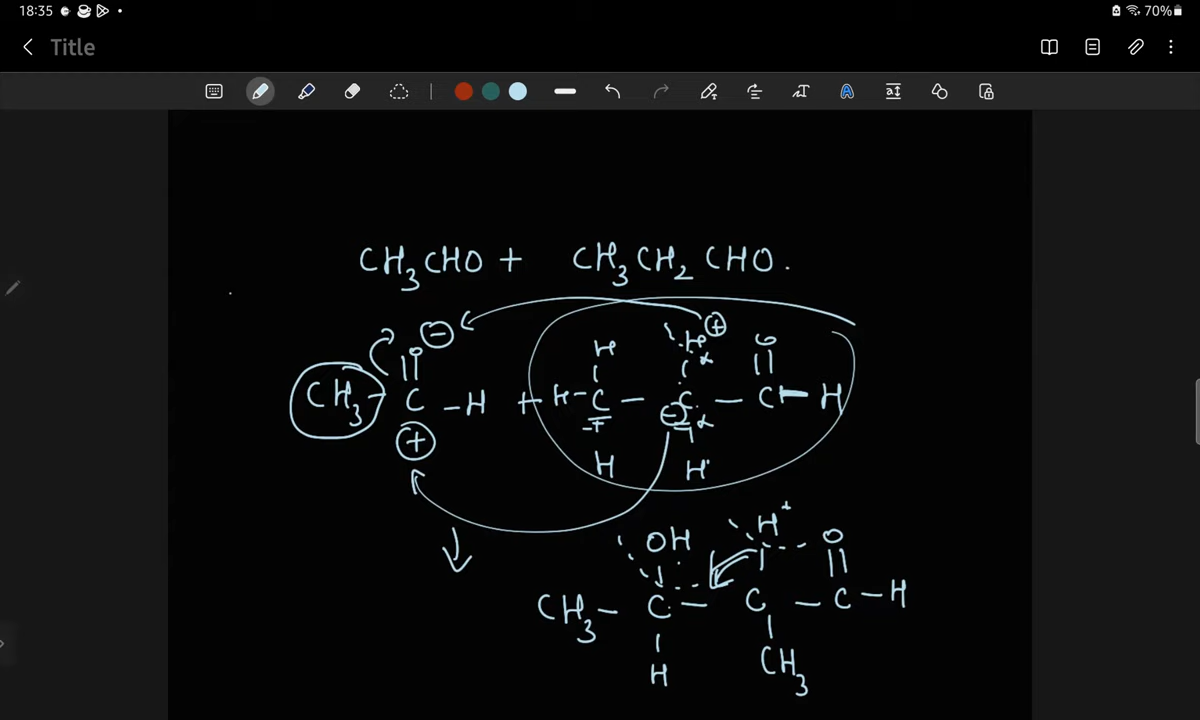 18:35 70%
Title
CH₃CHO + CH₃CH₂CHO.
⊖ H H ⊕ O
O α
CH₃ - C - H + H - C - C - C - H
⊕ ⊖ α
H H
OH H⁺ O
CH₃ - C - C - C - H
H CH₃